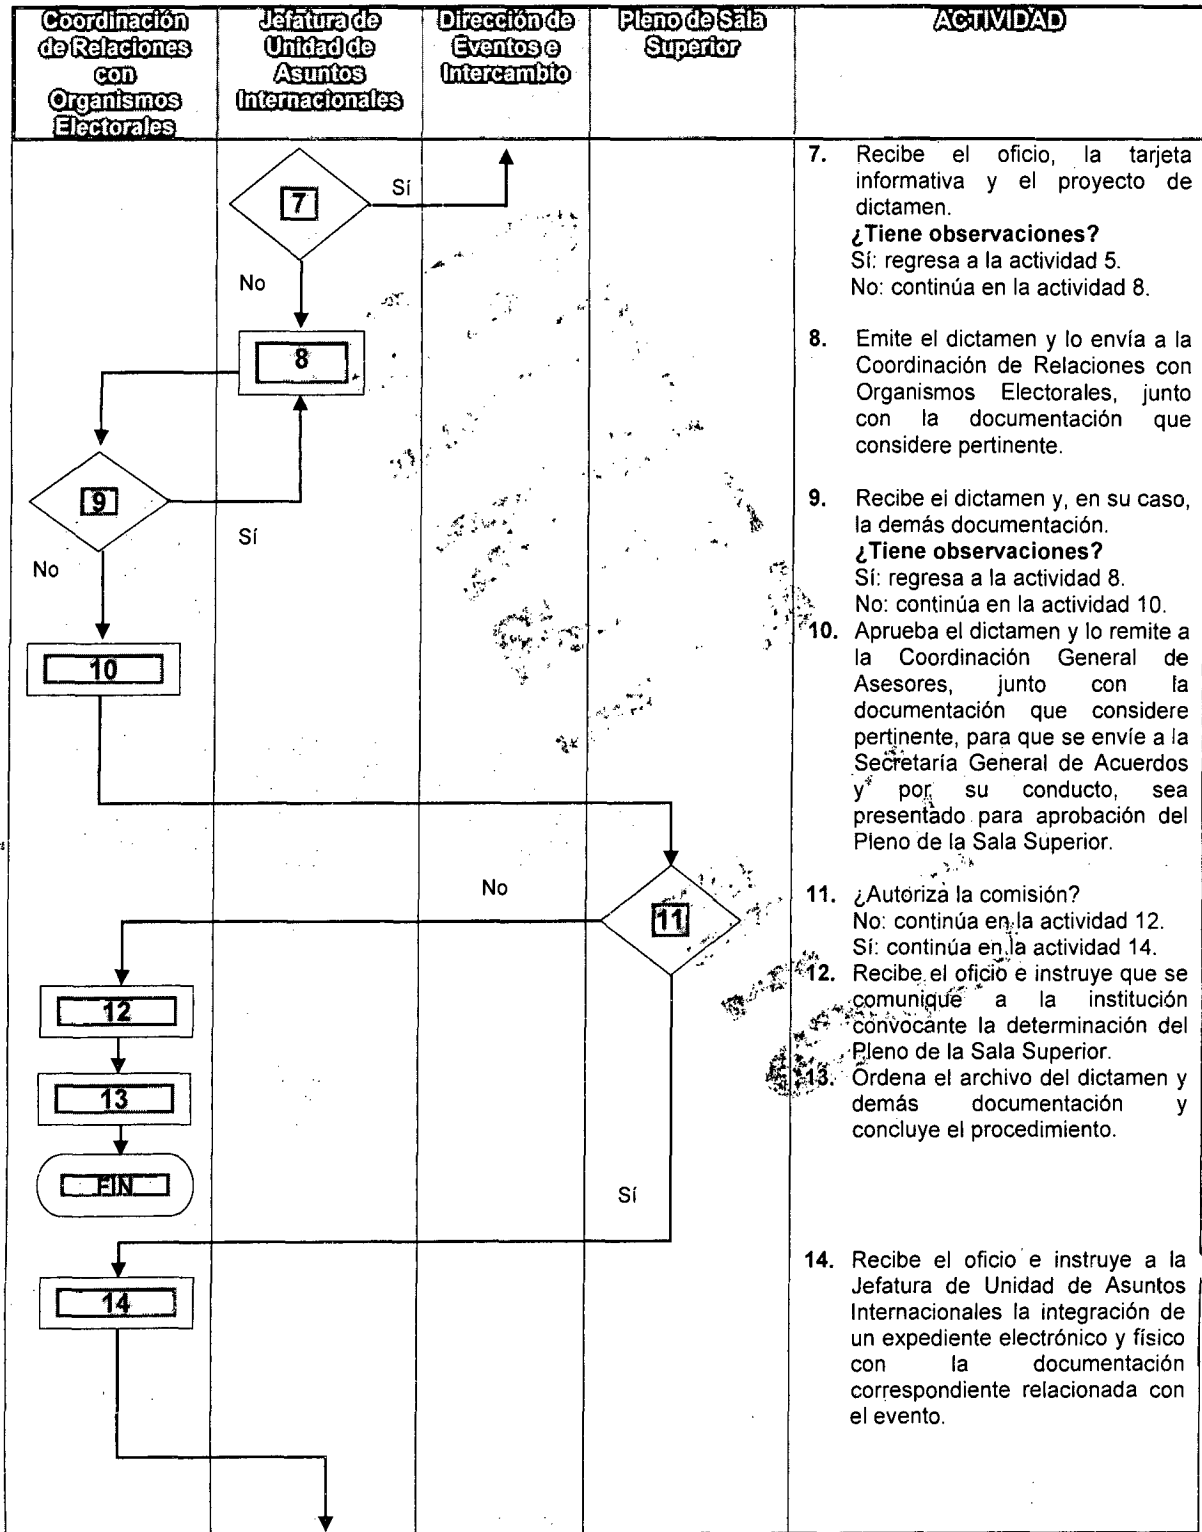 Coordinación
de Relaciones
con
Organismos
Electorales
Jefatura de
Unidad de
Asuntos
Internacionales
Dirección de
Eventos e
Intercambio
Pleno de Sala
Superior
ACTIVIDAD
7
Sí
No
8
9
Sí
No
10
No
11
12
13
FIN
Sí
14
7. Recibe el oficio, la tarjeta
informativa y el proyecto de
dictamen.
¿Tiene observaciones?
Sí: regresa a la actividad 5.
No: continúa en la actividad 8.
8. Emite el dictamen y lo envía a la
Coordinación de Relaciones con
Organismos Electorales, junto
con la documentación que
considere pertinente.
9. Recibe el dictamen y, en su caso,
la demás documentación.
¿Tiene observaciones?
Sí: regresa a la actividad 8.
No: continúa en la actividad 10.
10. Aprueba el dictamen y lo remite a
la Coordinación General de
Asesores, junto con la
documentación que considere
pertinente, para que se envíe a la
Secretaría General de Acuerdos
y por su conducto, sea
presentado para aprobación del
Pleno de la Sala Superior.
11. ¿Autoriza la comisión?
No: continúa en la actividad 12.
Sí: continúa en la actividad 14.
12. Recibe el oficio e instruye que se
comunique a la institución
convocante la determinación del
Pleno de la Sala Superior.
13. Ordena el archivo del dictamen y
demás documentación y
concluye el procedimiento.
14. Recibe el oficio e instruye a la
Jefatura de Unidad de Asuntos
Internacionales la integración de
un expediente electrónico y físico
con la documentación
correspondiente relacionada con
el evento.